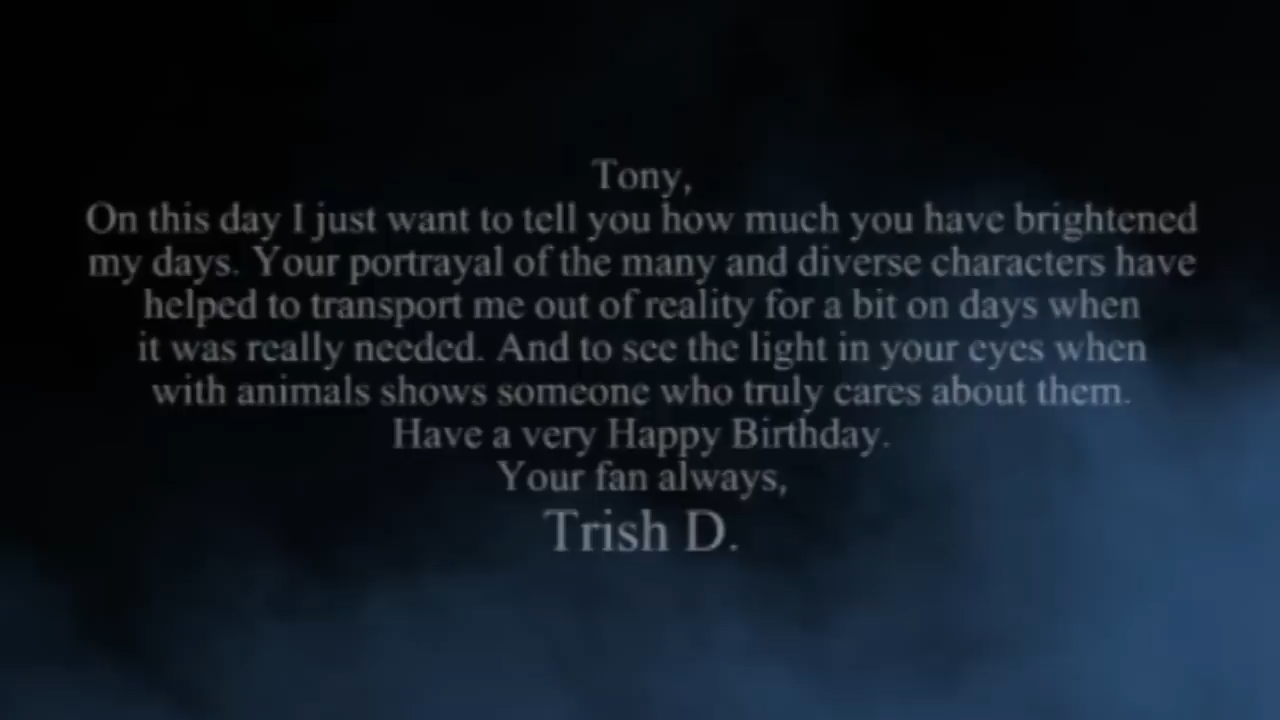 Tony,
On this day I just want to tell you how much you have brightened
my days. Your portrayal of the many and diverse characters have
helped to transport me out of reality for a bit on days when
it was really needed. And to see the light in your eyes when
with animals shows someone who truly cares about them.
Have a very Happy Birthday.
Your fan always,
Trish D.